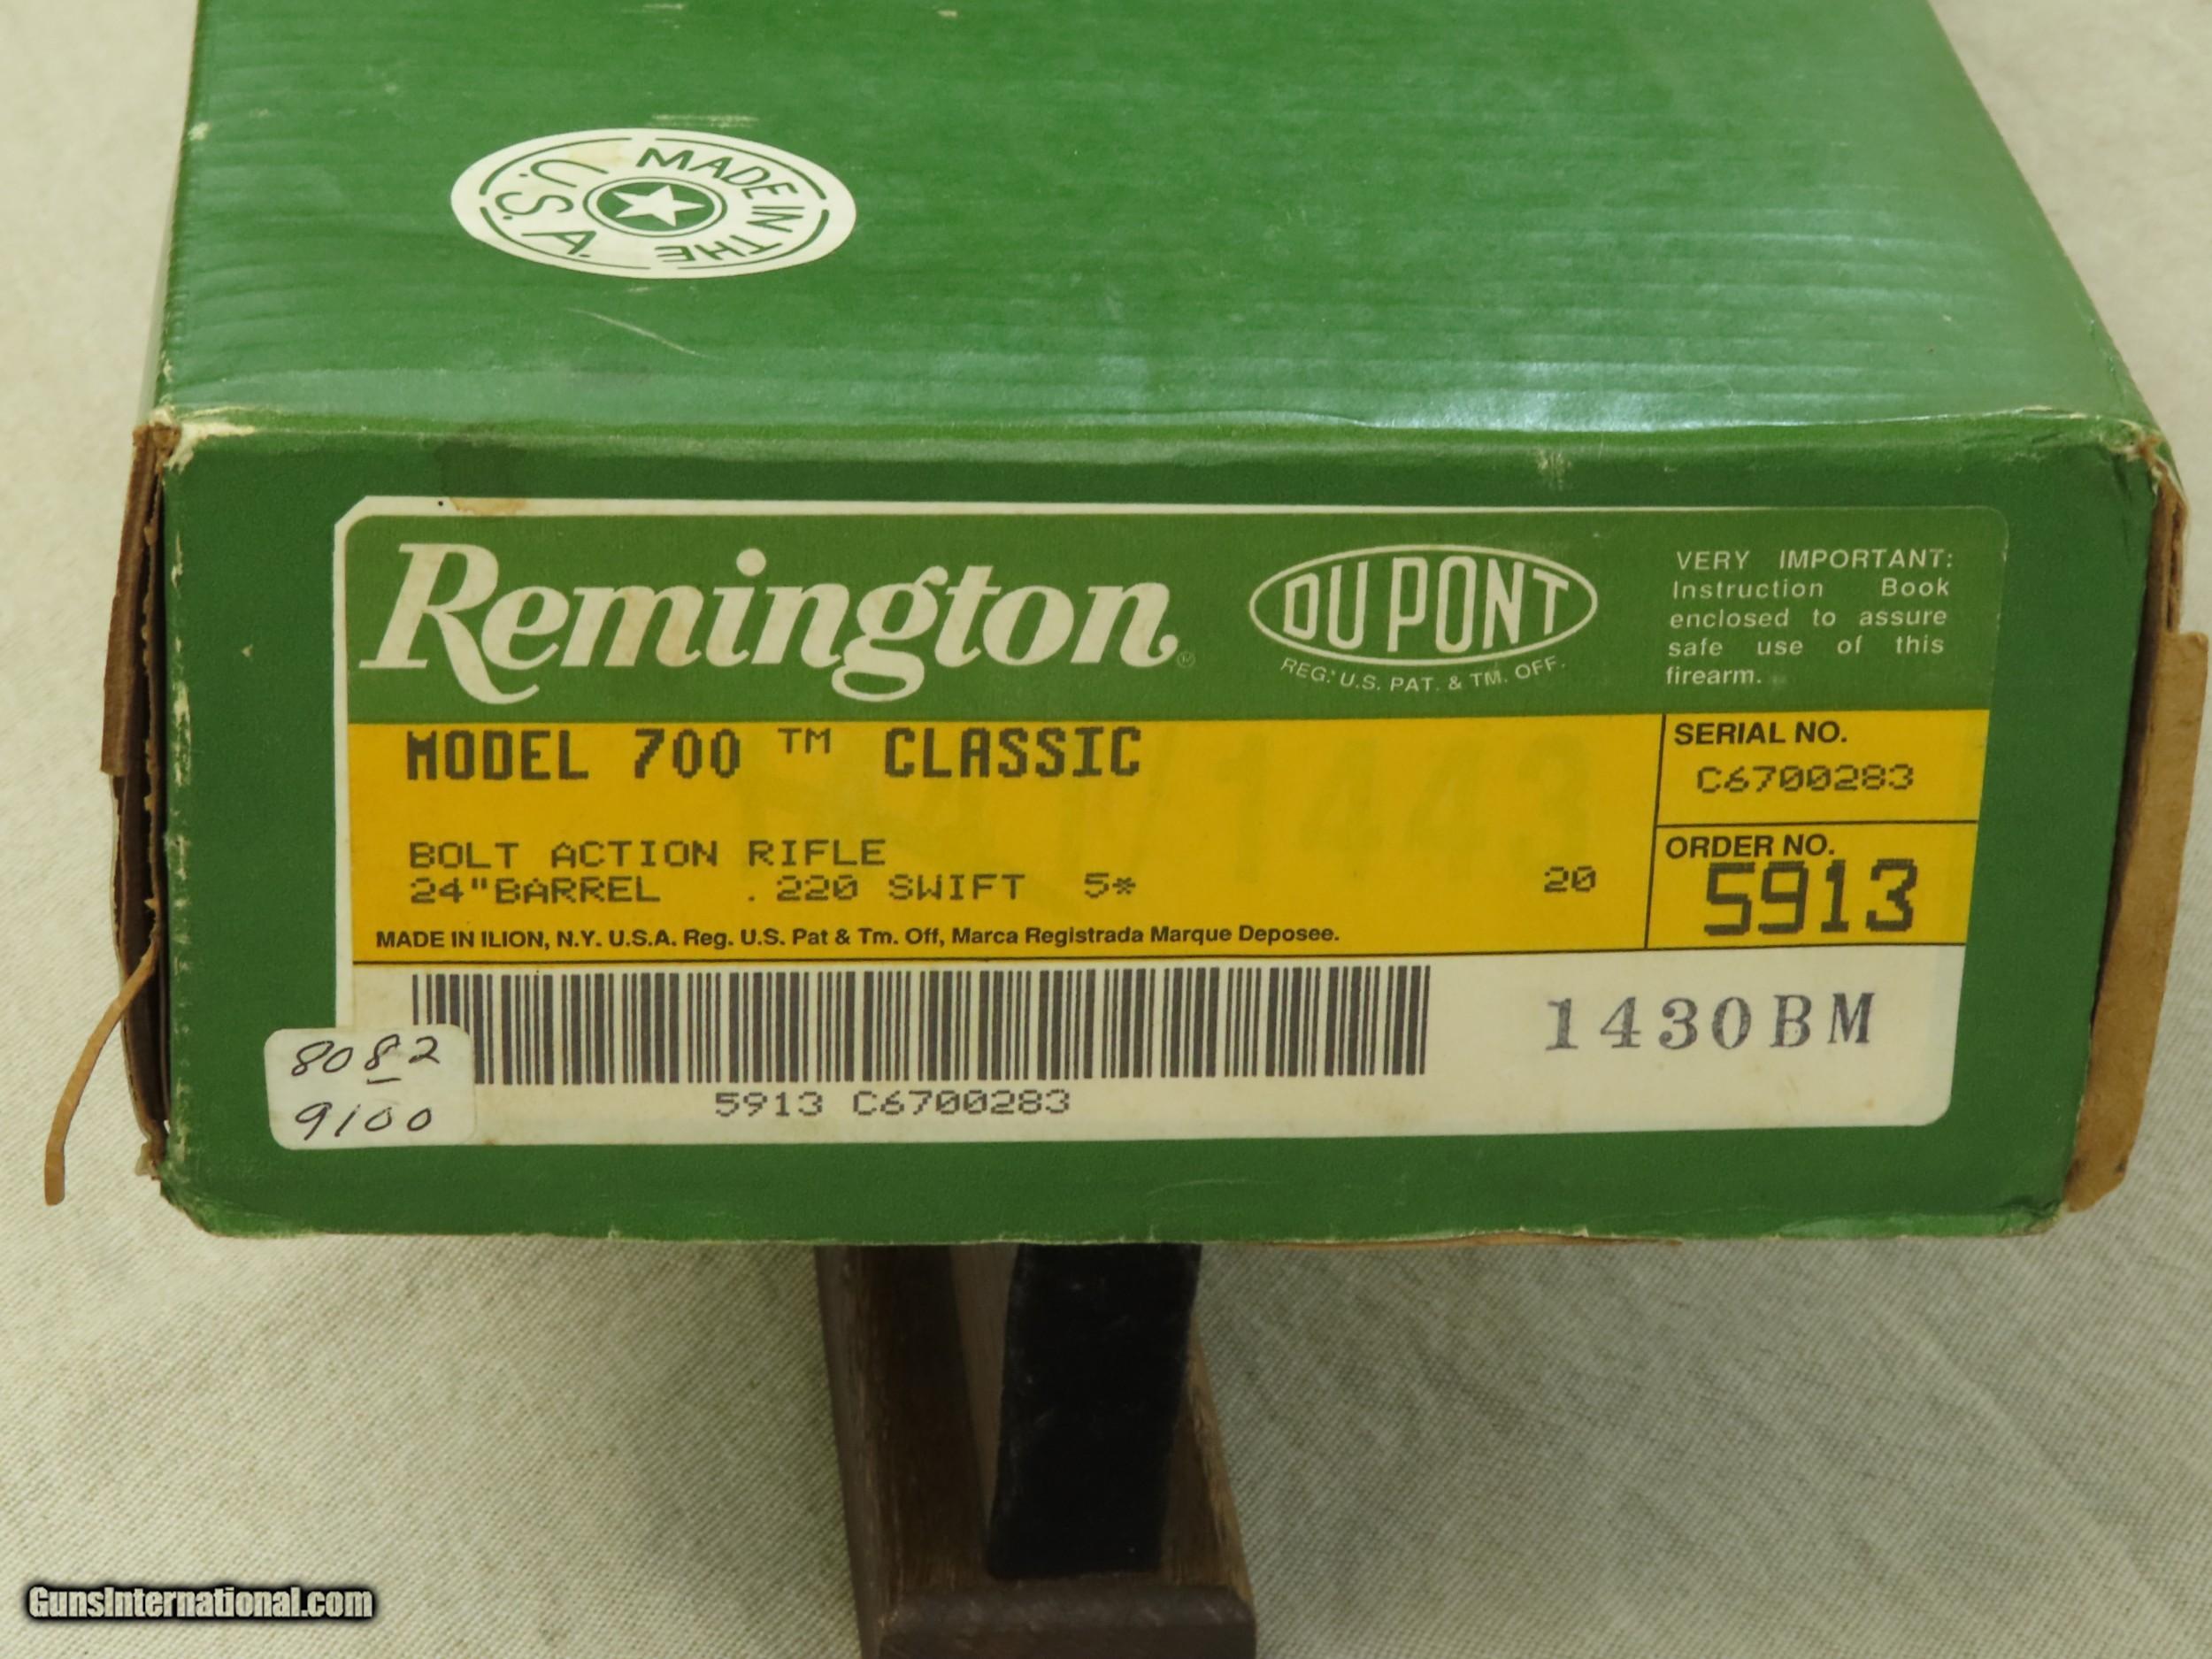 MADE IN THE U.S.A.
Remington®
DU PONT
REG. U.S. PAT. & TM. OFF.
VERY IMPORTANT:
Instruction Book
enclosed to assure
safe use of this
firearm.
MODEL 700 ™ CLASSIC
SERIAL NO.
C6700283
BOLT ACTION RIFLE
24"BARREL .220 SWIFT 5* 20
ORDER NO.
5913
MADE IN ILION, N.Y. U.S.A. Reg. U.S. Pat & Tm. Off, Marca Registrada Marque Deposee.
1430BM
8082
9100
5913 C6700283
GunsInternational.com